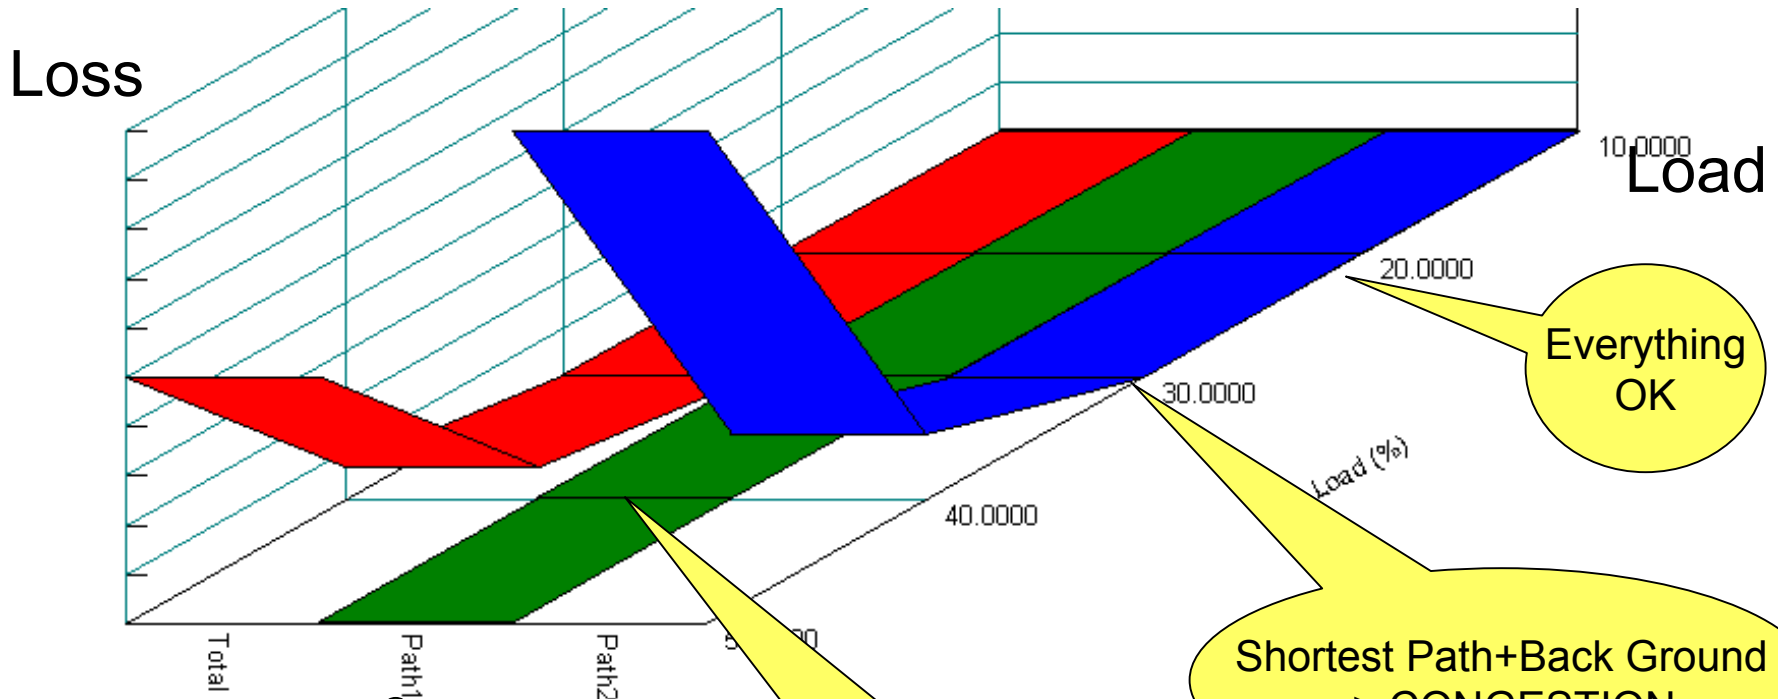 Loss
10.0000
Load
20.0000
Everything
OK
30.0000
Load (%)
40.0000
Total
Path1
Path2
Shortest Path+Back Ground
CONGESTION